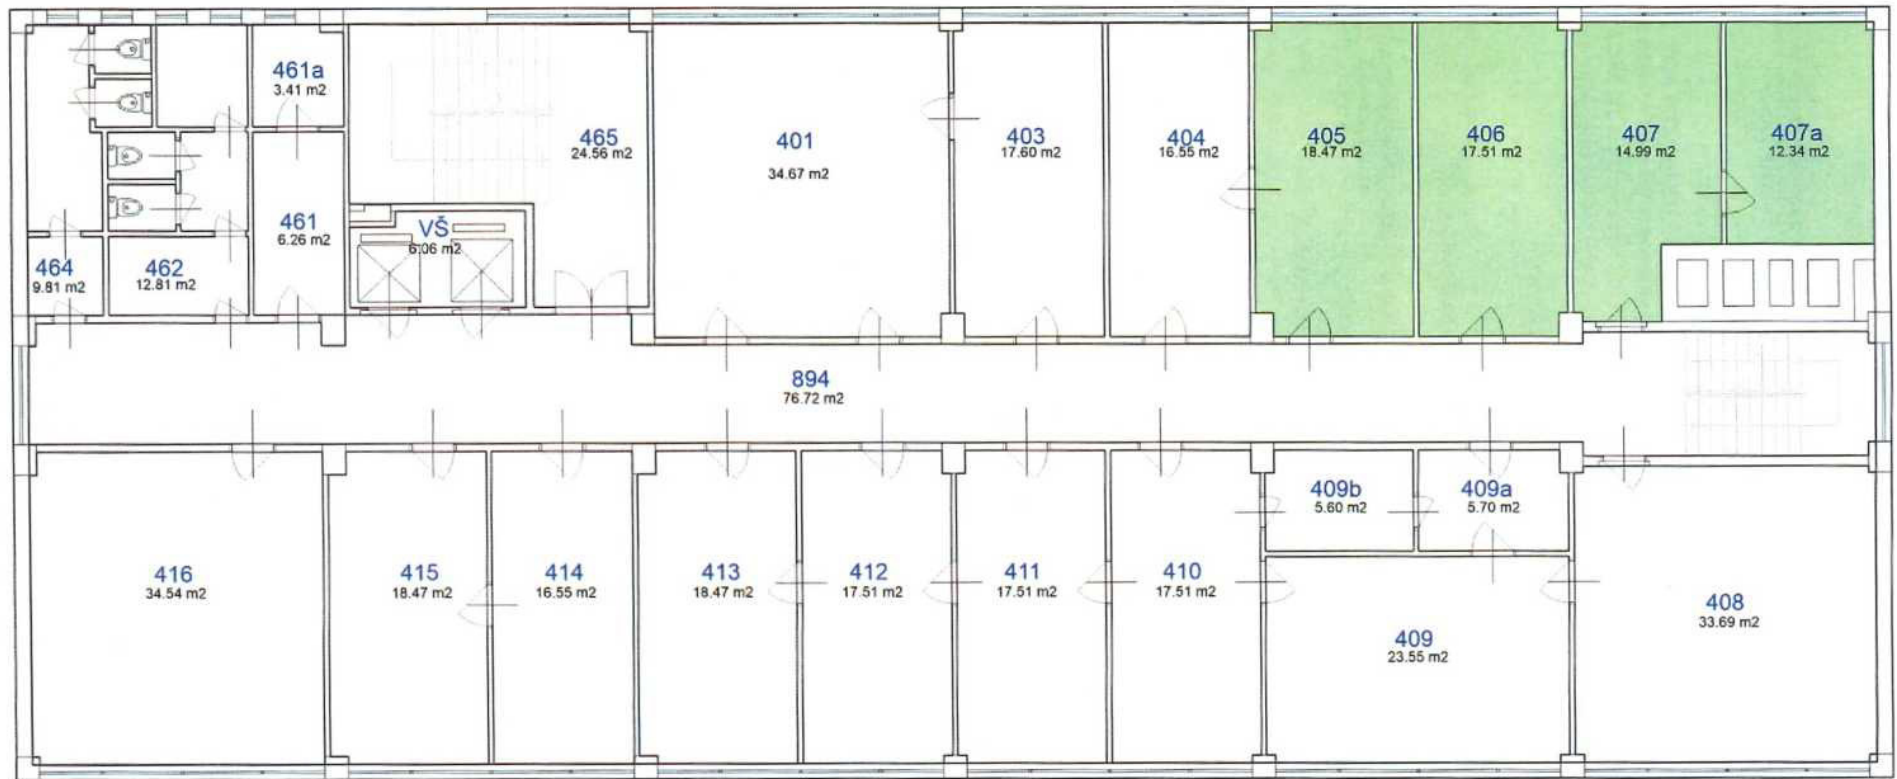 461a
3.41 m2
465
24.56 m2
401
34.67 m2
403
17.60 m2
404
16.55 m2
405
18.47 m2
406
17.51 m2
407
14.99 m2
407a
12.34 m2
461
6.26 m2
VŠ
6.06 m2
464
9.81 m2
462
12.81 m2
894
76.72 m2
416
34.54 m2
415
18.47 m2
414
16.55 m2
413
18.47 m2
412
17.51 m2
411
17.51 m2
410
17.51 m2
409b
5.60 m2
409a
5.70 m2
409
23.55 m2
408
33.69 m2